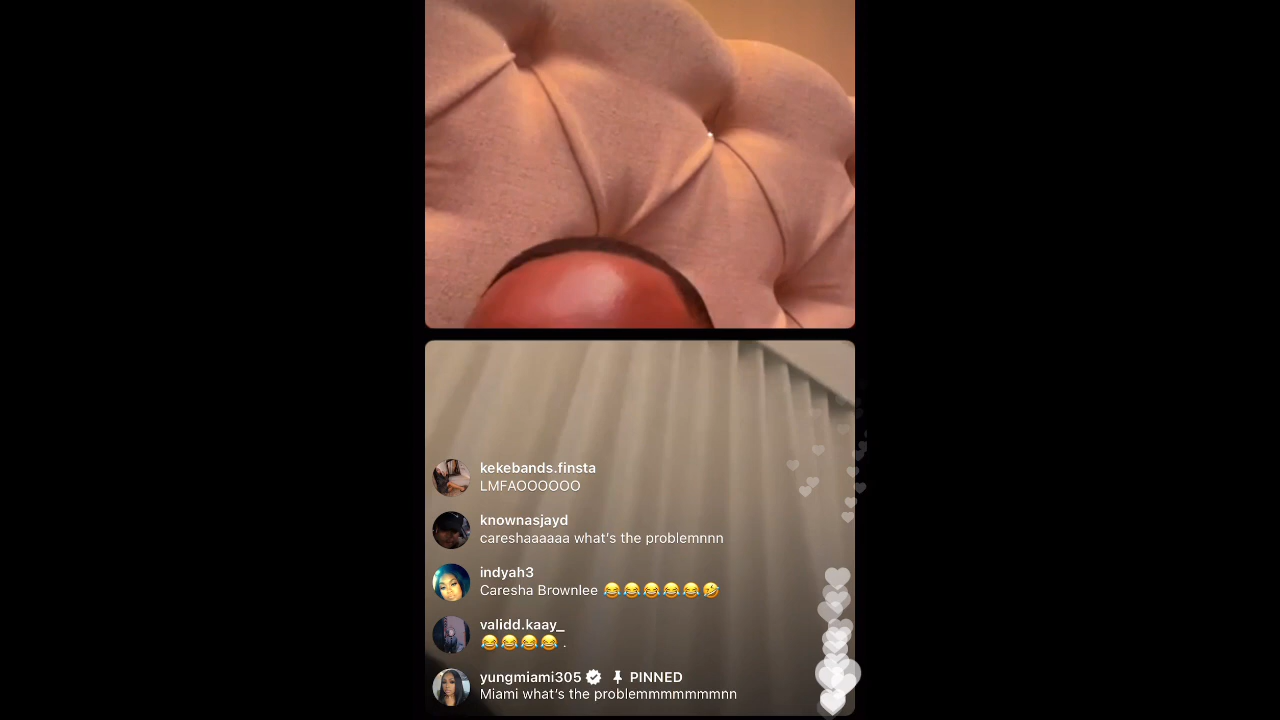 kekebands.finsta
LMFAOOOOOO
knownasjayd
careshaaaaaa what's the problemnnn
indyah3
Caresha Brownlee 😂😂😂😂😂🤣
validd.kaay_
😂😂😂😂 .
yungmiami305 PINNED
Miami what's the problemmmmmmmnn